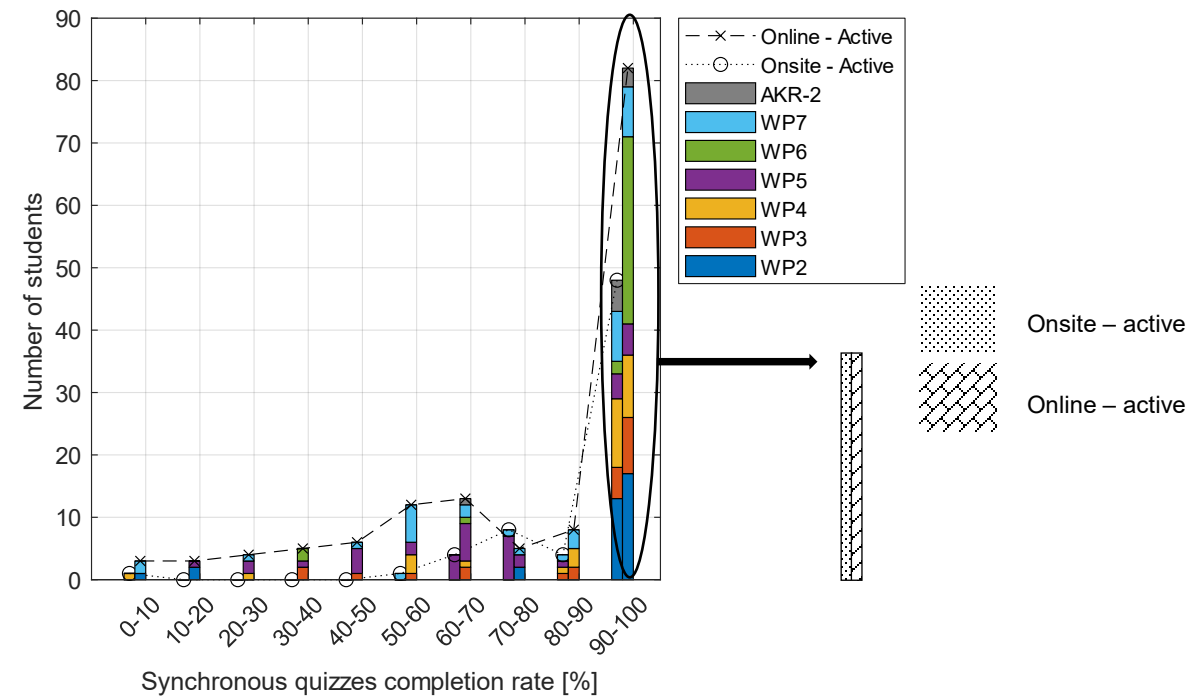 90
80
70
60
50
40
30
20
10
0
Number of students
0-10
10-20
20-30
30-40
40-50
50-60
60-70
70-80
80-90
90-100
Synchronous quizzes completion rate [%]
Online - Active
Onsite - Active
AKR-2
WP7
WP6
WP5
WP4
WP3
WP2
Onsite – active
Online – active